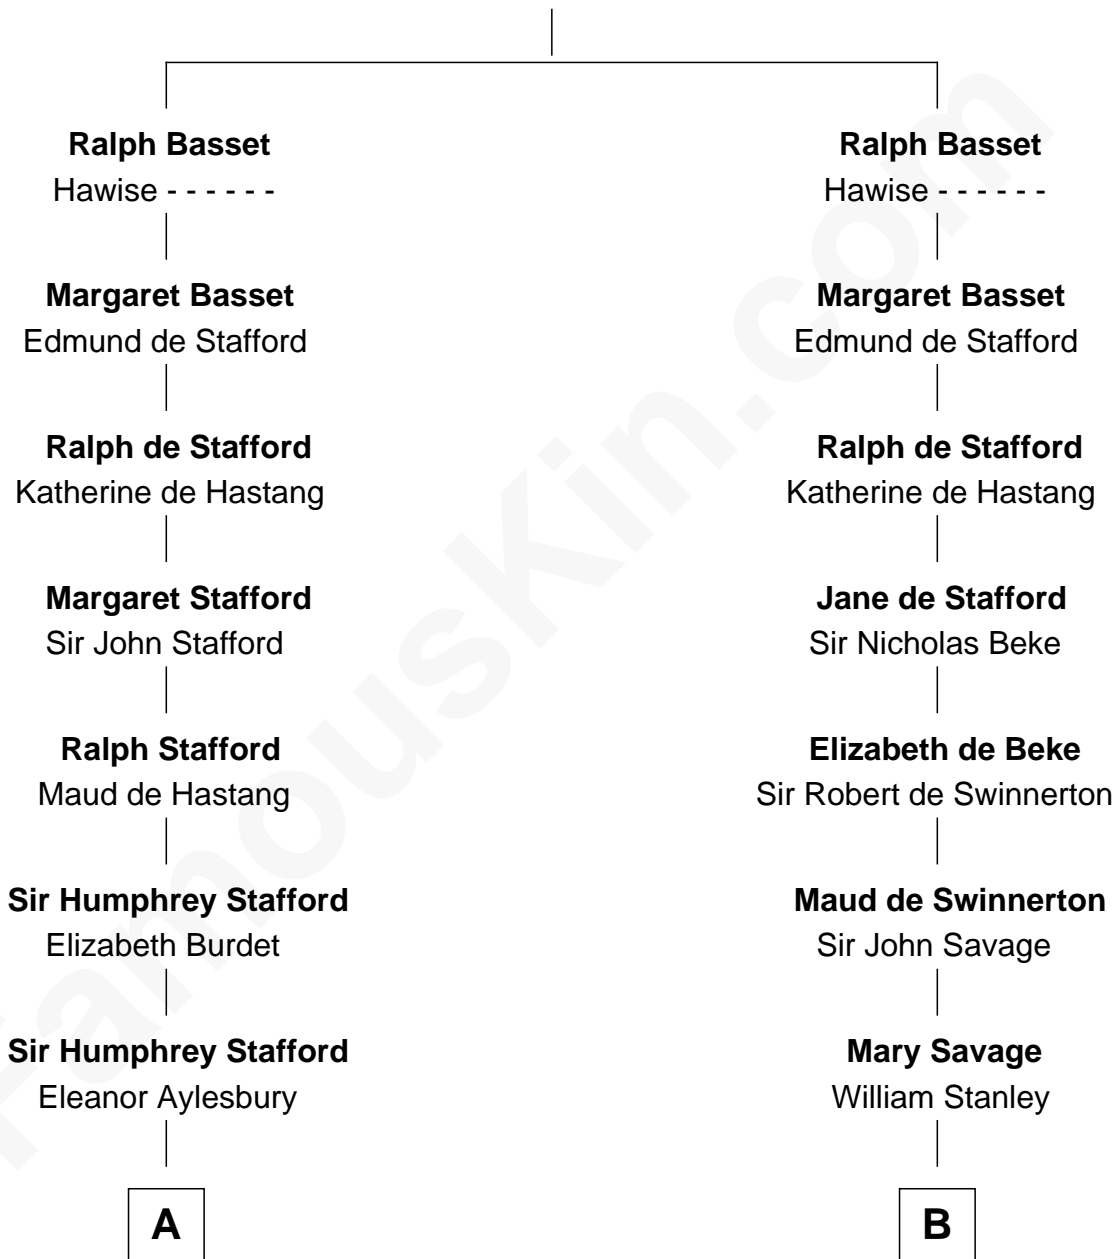 Ralph Basset
Hawise - - - - - -
Margaret Basset
Edmund de Stafford
Ralph de Stafford
Katherine de Hastang
Margaret Stafford
Sir John Stafford
Ralph Stafford
Maud de Hastang
Sir Humphrey Stafford
Elizabeth Burdet
Sir Humphrey Stafford
Eleanor Aylesbury
A
Ralph Basset
Hawise - - - - - -
Margaret Basset
Edmund de Stafford
Ralph de Stafford
Katherine de Hastang
Jane de Stafford
Sir Nicholas Beke
Elizabeth de Beke
Sir Robert de Swinnerton
Maud de Swinnerton
Sir John Savage
Mary Savage
William Stanley
B
FamousKin.com